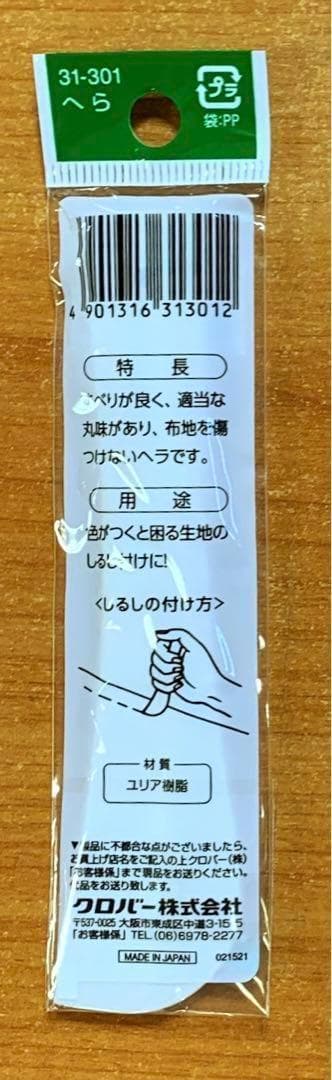 31-301
へら
プラ
袋:PP
4 901316 313012
特長
すべりが良く、適当な
丸味があり、布地を傷
つけないヘラです。
用途
色がつくと困る生地の
しるし付けに!
<しるしの付け方>
材質
ユリア樹脂
▼製品に不都合な点がございましたら、
お買上げ店名をご記入の上クロバー(株)
「お客様係」まで現品をお送りください。
代品をお送り致します。
クロバー株式会社
〒537-0025 大阪市東成区中道3-15-5
「お客様係」TEL.(06)6978-2277
MADE IN JAPAN
021521